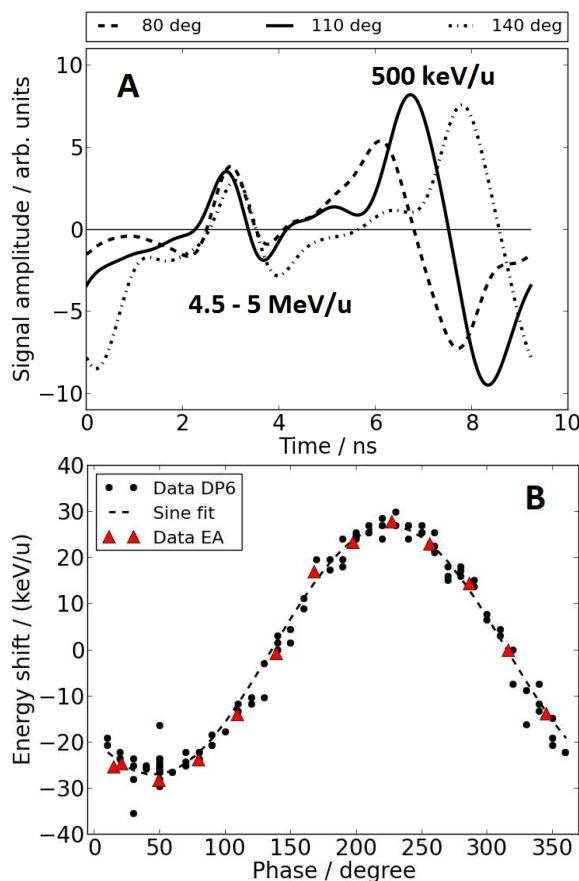 80 deg 110 deg 140 deg
A
500 keV/u
4.5 - 5 MeV/u
Signal amplitude / arb. units
10
5
0
−5
−10
0 2 4 6 8 10
Time / ns
B
Data DP6
Sine fit
Data EA
Energy shift / (keV/u)
40
30
20
10
0
−10
−20
−30
−40
0 50 100 150 200 250 300 350
Phase / degree